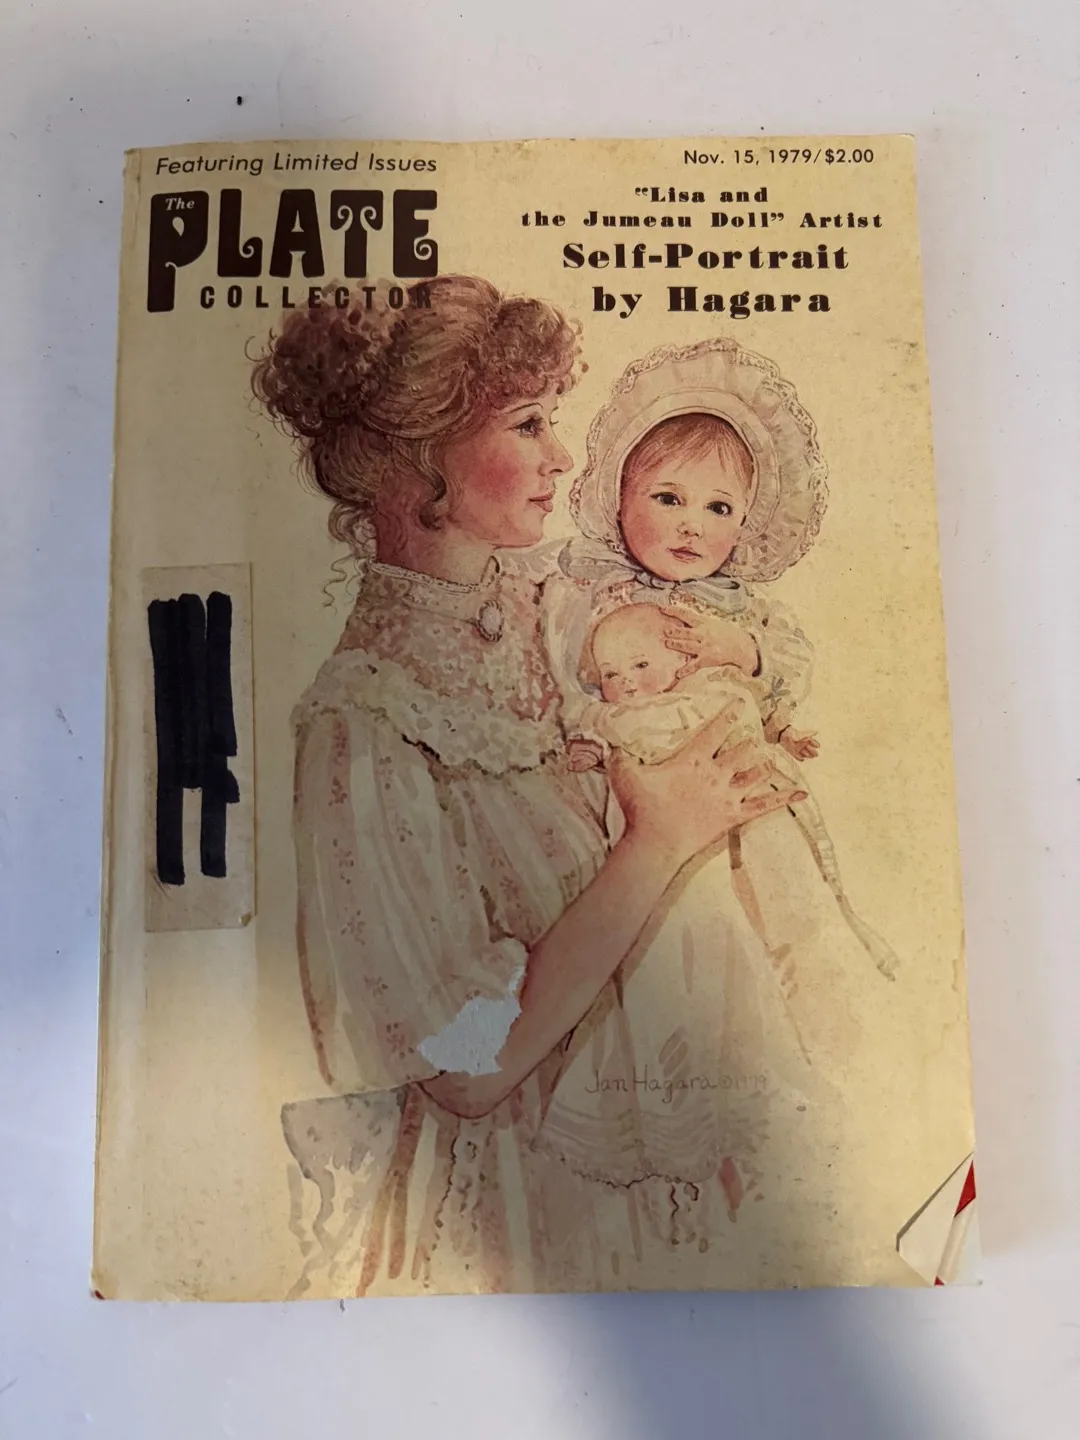 Featuring Limited Issues
The
PLATE
COLLECTOR
Nov. 15, 1979/$2.00
"Lisa and
the Jumeau Doll" Artist
Self-Portrait
by Hagara
Jan Hagara ©1979